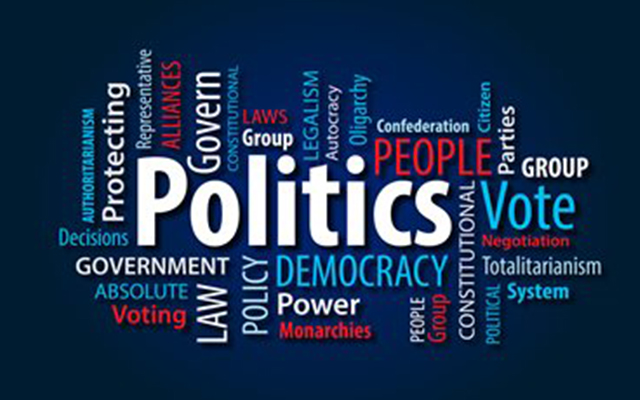 AUTHORITARIANISM
Protecting
Representative
ALLIANCES
Govern
CONSTITUTIONAL
LAWS
Group
LEGALISM
Autocracy
Oligarchy
Confederation
Citizen
Parties
PEOPLE
GROUP
Politics
Vote
Decisions
CONSTITUTIONAL
Negotiation
GOVERNMENT
POLICY
DEMOCRACY
Totalitarianism
ABSOLUTE
LAW
Power
PEOPLE
Group
POLITICAL
System
Voting
Monarchies